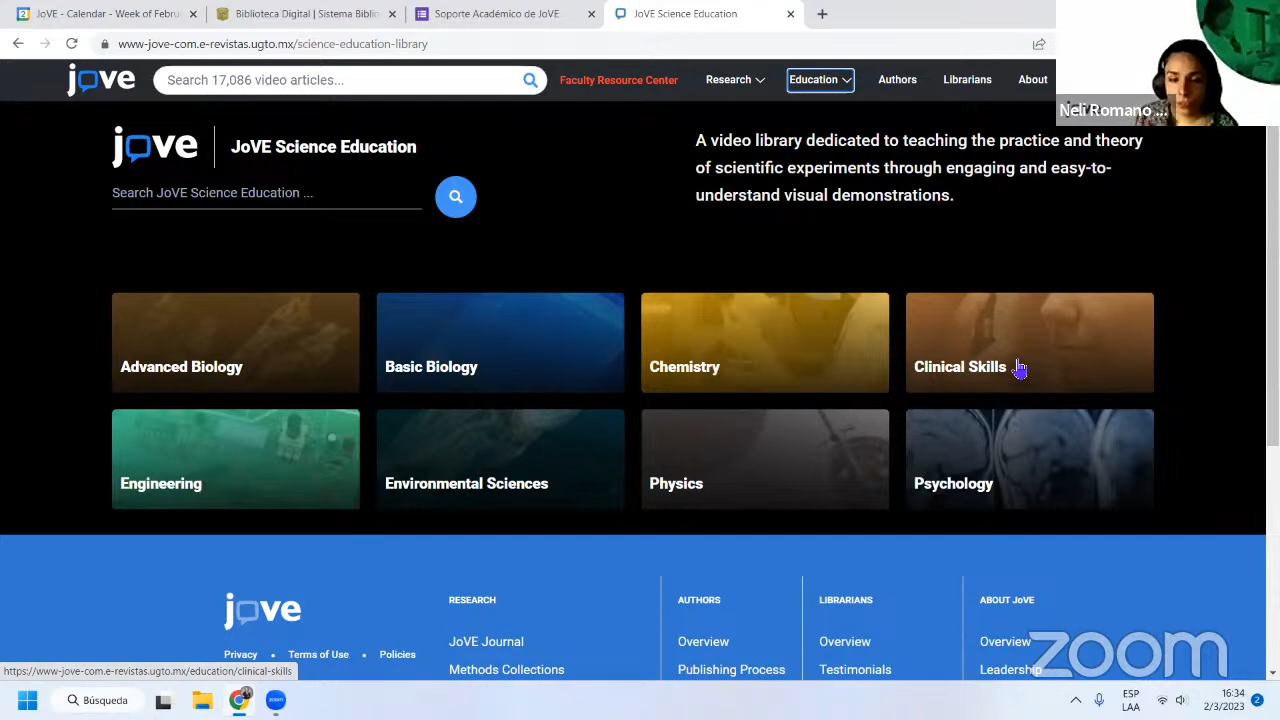 JoVE - Calendar - Week of Febru
Biblioteca Digital | Sistema Biblio
Soporte Académico de JoVE
JoVE Science Education
www-jove-com.e-revistas.ugto.mx/science-education-library
jove
Search 17,086 video articles...
Faculty Resource Center
Research
Education
Authors
Librarians
About
Neli Romano ...
jove
JoVE Science Education
Search JoVE Science Education ...
A video library dedicated to teaching the practice and theory
of scientific experiments through engaging and easy-to-
understand visual demonstrations.
Advanced Biology
Basic Biology
Chemistry
Clinical Skills
Engineering
Environmental Sciences
Physics
Psychology
jove
RESEARCH
AUTHORS
LIBRARIANS
ABOUT JoVE
JoVE Journal
Overview
Overview
Overview
Privacy • Terms of Use • Policies
Methods Collections
Publishing Process
Testimonials
Leadership
zoom
https://www-jove-com.e-revistas.ugto.mx/education/clinical-skills
Búsqueda
zoom
ESP
LAA
16:34
2/3/2023
2